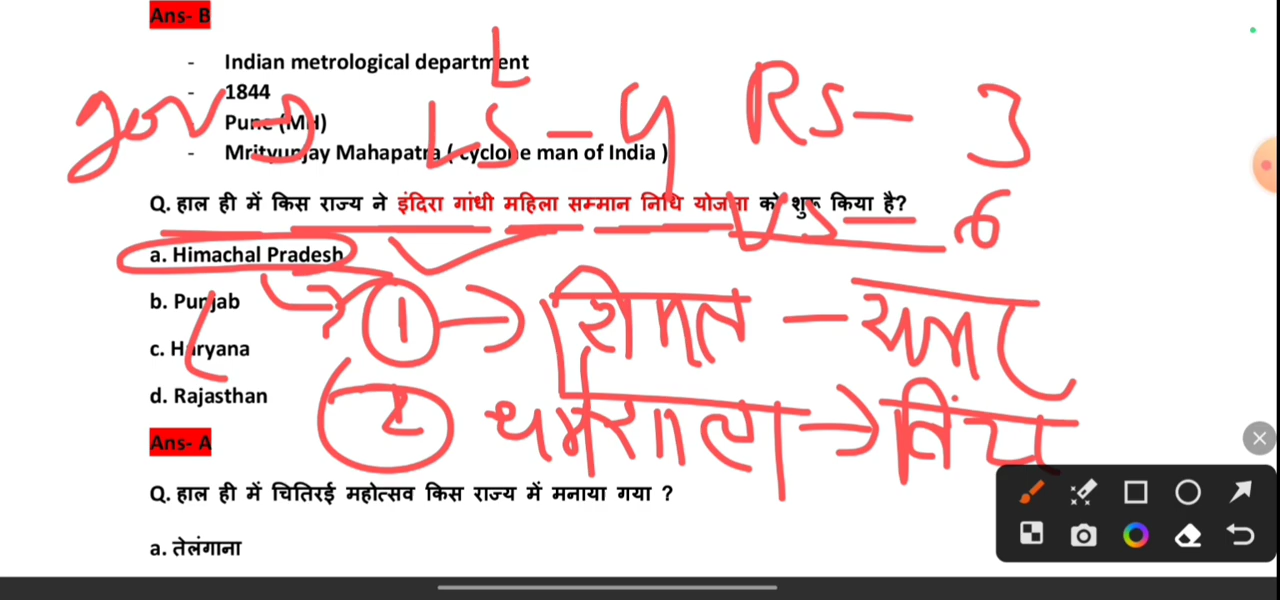 Ans- B
- Indian metrological department
- 1844
- Pune (MH)
- Mrityunjay Mahapatra ( cyclone man of India )
gov → LS - 4 RS - 3
L
Q. हाल ही में किस राज्य ने इंदिरा गांधी महिला सम्मान निधि योजना को शुरू किया है?
VS 6
a. Himachal Pradesh
b. Punjab
c. Haryana
d. Rajasthan
1 → शिमला -
2 धर्मशाला →
Ans- A
Q. हाल ही में चितिरई महोत्सव किस राज्य में मनाया गया ?
a. तेलंगाना